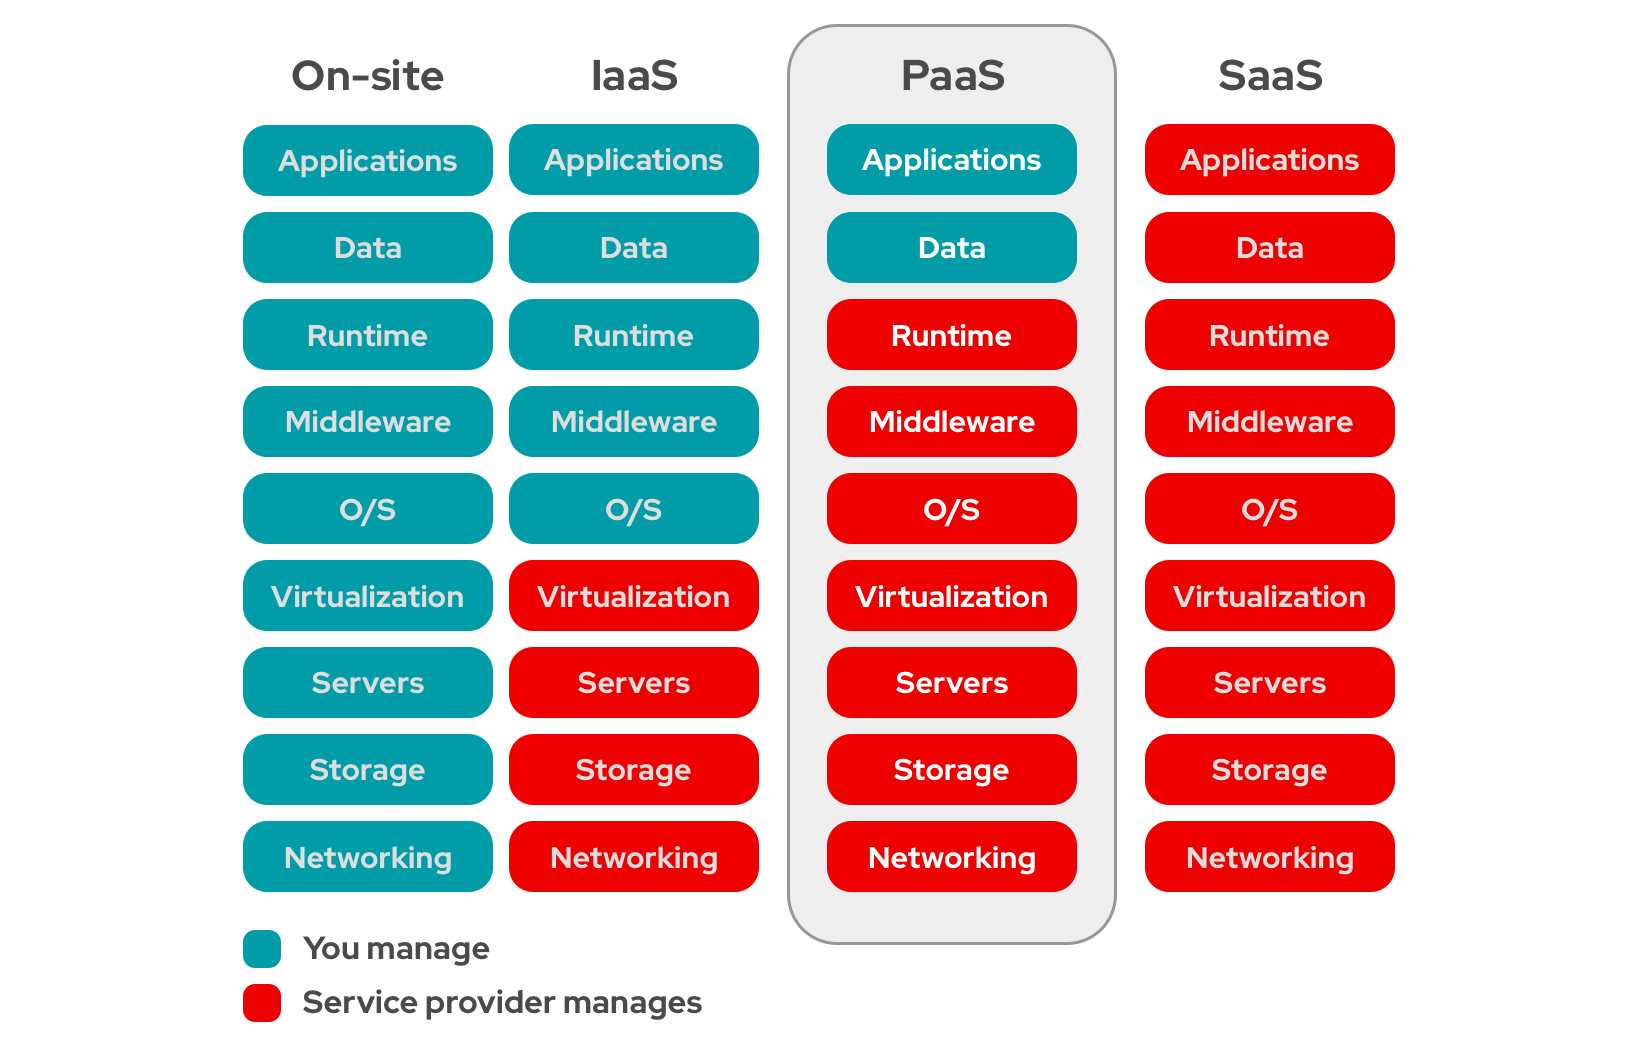 On-site
IaaS
PaaS
SaaS
Applications
Applications
Applications
Applications
Data
Data
Data
Data
Runtime
Runtime
Runtime
Runtime
Middleware
Middleware
Middleware
Middleware
O/S
O/S
O/S
O/S
Virtualization
Virtualization
Virtualization
Virtualization
Servers
Servers
Servers
Servers
Storage
Storage
Storage
Storage
Networking
Networking
Networking
Networking
You manage
Service provider manages